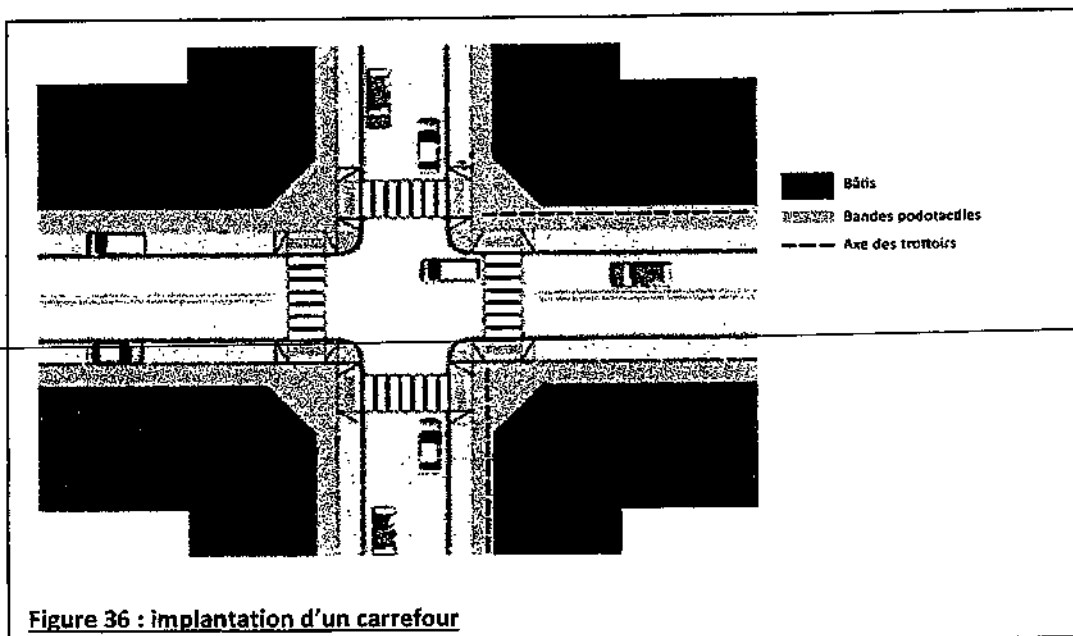 Bâtis
Bandes podotactiles
Axe des trottoirs
Figure 36 : implantation d'un carrefour